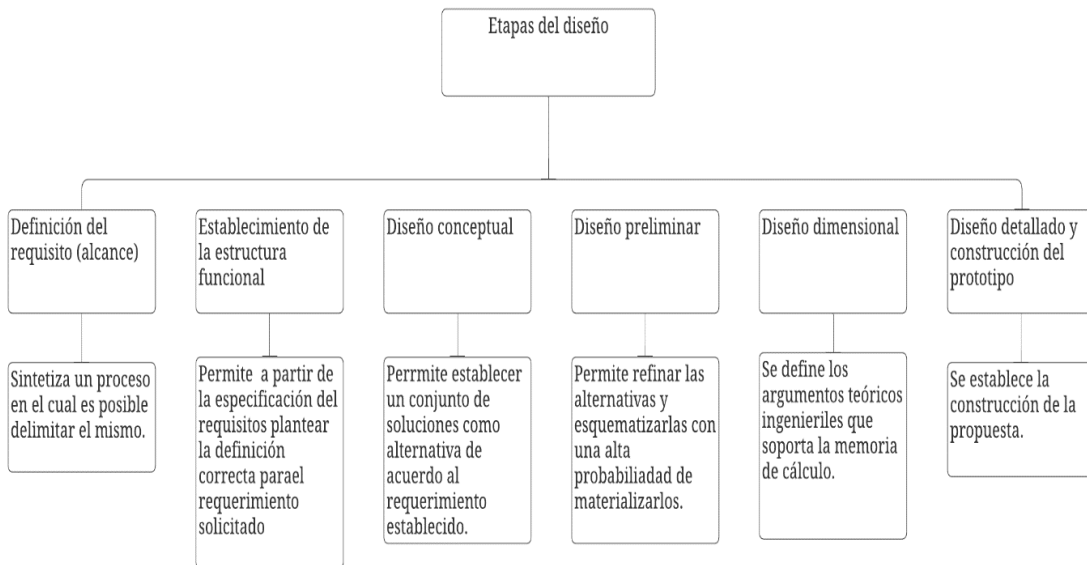 Etapas del diseño
Definición del
requisito (alcance)
Establecimiento de
la estructura
funcional
Diseño conceptual
Diseño preliminar
Diseño dimensional
Diseño detallado y
construcción del
prototipo
Sintetiza un proceso
en el cual es posible
delimitar el mismo.
Permite a partir de
la especificación del
requisitos plantear
la definición
correcta parael
requerimiento
solicitado
Perrmite establecer
un conjunto de
soluciones como
alternativa de
acuerdo al
requerimiento
establecido.
Permite refinar las
alternativas y
esquematizarlas con
una alta
probabiliadad de
materializarlos.
Se define los
argumentos teóricos
ingenieriles que
soporta la memoria
de cálculo.
Se establece la
construcción de la
propuesta.